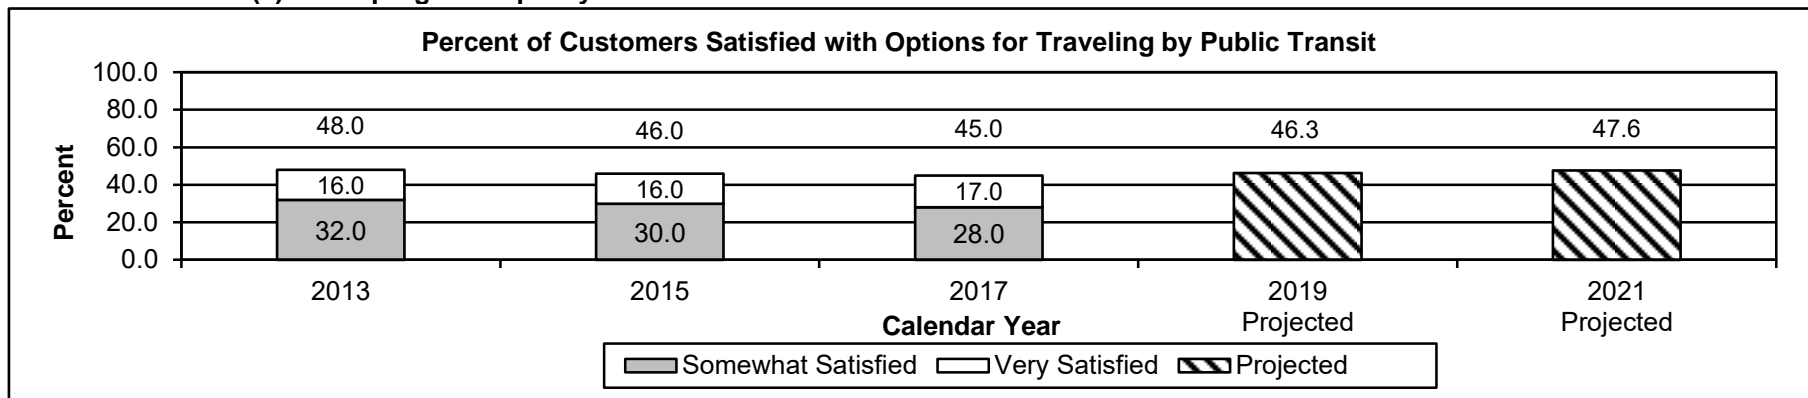 Percent of Customers Satisfied with Options for Traveling by Public Transit
100.0
80.0
60.0
40.0
20.0
0.0
Percent
48.0 46.0 45.0 46.3 47.6
16.0 16.0 17.0
32.0 30.0 28.0
2013 2015 2017 2019 2021
Projected Projected
Calendar Year
Somewhat Satisfied Very Satisfied Projected